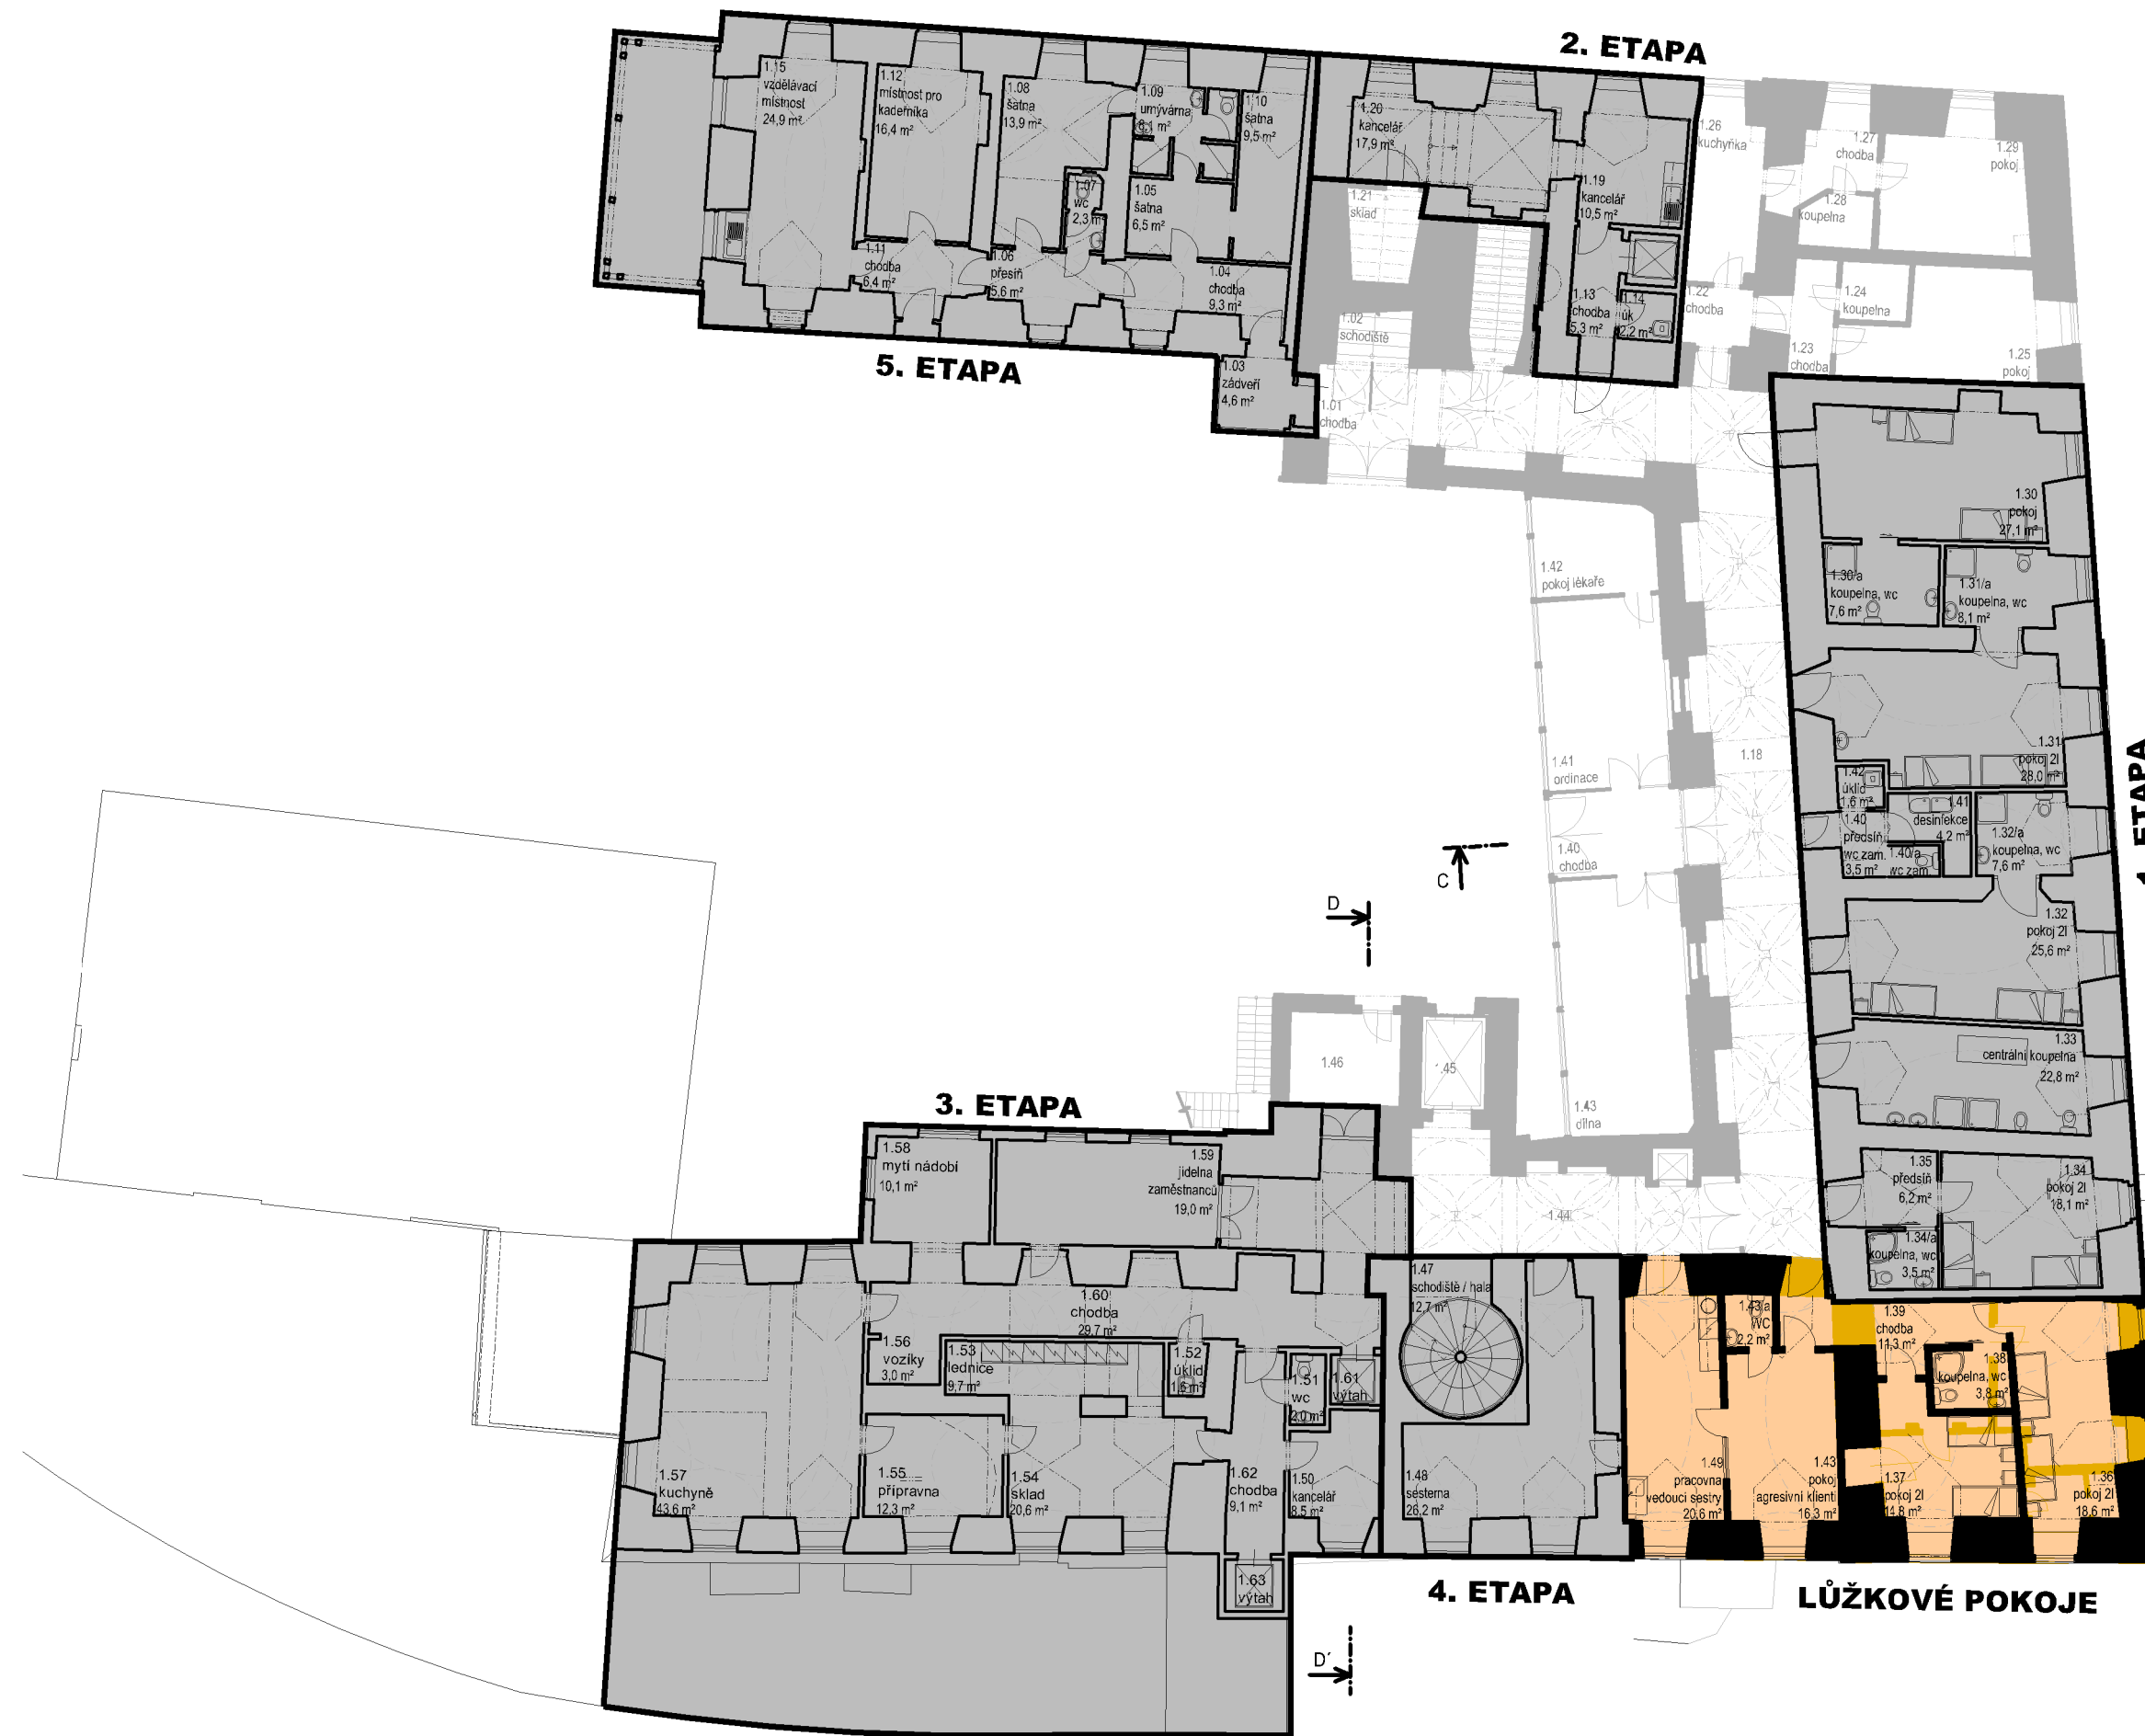 2. ETAPA
1.15
vzdělávací
místnost
24,9 m²
1.12
místnost pro
kadeřníka
16,4 m²
1.08
šatna
13,9 m²
1.09
umývárna
8,1 m²
1.10
šatna
9,5 m²
1.07
wc
2,3 m²
1.05
šatna
6,5 m²
1.11
chodba
6,4 m²
1.06
přesíň
5,6 m²
1.04
chodba
9,3 m²
1.03
zádveří
4,6 m²
5. ETAPA
1.20
kancelář
17,9 m²
1.19
kancelář
10,5 m²
1.21
sklad
1.02
schodiště
1.13
chodba
5,3 m²
1.14
úk
2,2 m²
1.01
chodba
1.26
kuchyňka
1.27
chodba
1.28
koupelna
1.29
pokoj
1.22
chodba
1.24
koupelna
1.23
chodba
1.25
pokoj
1.30
pokoj
27,1 m²
1.30/a
koupelna, wc
7,6 m²
1.31/a
koupelna, wc
8,1 m²
1.42
pokoj lékaře
1.41
ordinace
1.40
chodba
1.43
dílna
1.18
1.31
pokoj 2l
28,0 m²
1.42
úklid
1,6 m²
1.41
desinfekce
4,2 m²
1.40
předsíň
wc zam.
3,5 m²
1.40/a
wc zam
1.32/a
koupelna, wc
7,6 m²
1.32
pokoj 2l
25,6 m²
1.33
centrální koupelna
22,8 m²
1.35
předsíň
6,2 m²
1.34
pokoj 2l
18,1 m²
1.34/a
koupelna, wc
3,5 m²
1. ETAPA
C
D
1.46
1.45
1.44
3. ETAPA
1.58
mytí nádobí
10,1 m²
1.59
jídelna
zaměstnanců
19,0 m²
1.60
chodba
29,7 m²
1.56
vozíky
3,0 m²
1.53
lednice
9,7 m²
1.52
úklid
1,6 m²
1.51
wc
2,0 m²
1.61
výtah
1.57
kuchyně
43,6 m²
1.55
přípravna
12,3 m²
1.54
sklad
20,6 m²
1.62
chodba
9,1 m²
1.50
kancelář
8,5 m²
1.63
výtah
1.47
schodiště / hala
12,7 m²
1.48
sesterna
26,2 m²
1.49
pracovna
vedoucí sestry
20,6 m²
1.43/a
WC
2,2 m²
1.43
pokoj
agresivní klienti
16,3 m²
1.39
chodba
11,3 m²
1.38
koupelna, wc
3,8 m²
1.37
pokoj 2l
14,8 m²
1.36
pokoj 2l
18,6 m²
4. ETAPA
LŮŽKOVÉ POKOJE
D´